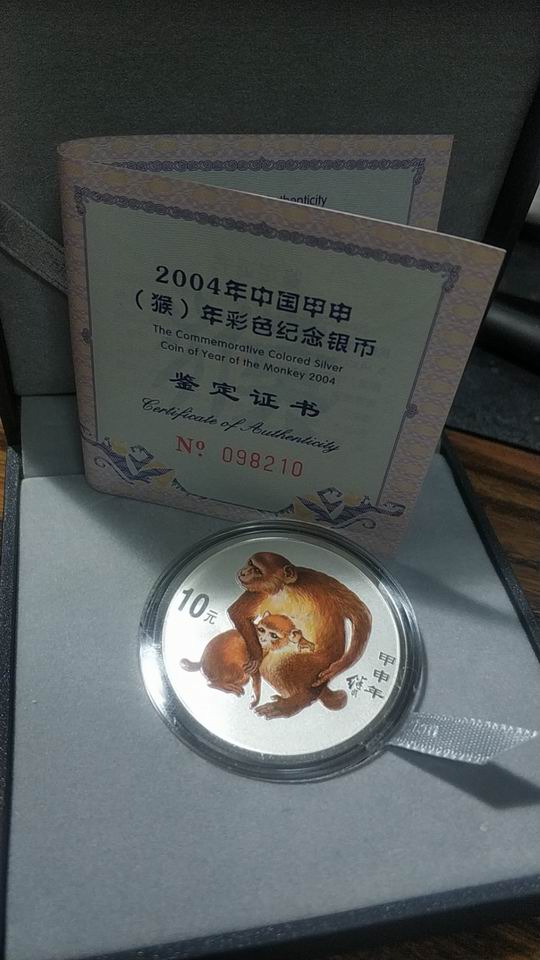 thenticity
2004年中国甲申
（猴）年彩色纪念银币
The Commemorative Colored Silver
Coin of Year of the Monkey 2004
鉴定证书
Certificate of Authenticity
Nº 098210
10元
甲申年